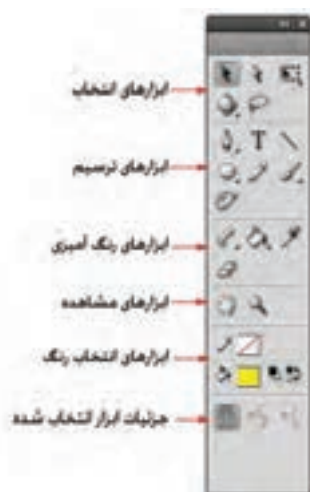 ابزارهای انتخاب
ابزارهای ترسیم
ابزارهای رنگ آمیزی
ابزارهای مشاهده
ابزارهای انتخاب رنگ
جزئیات ابزار انتخاب شده